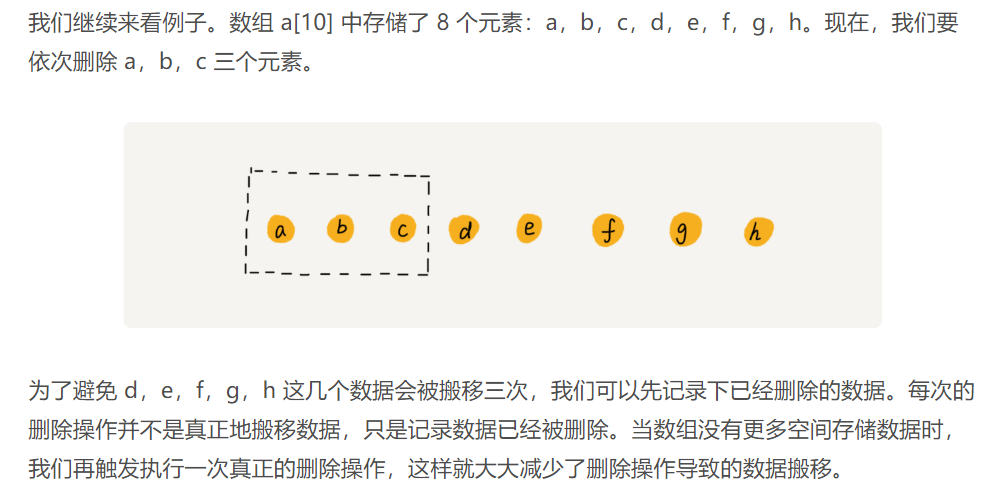 我们继续来看例子。数组 a[10] 中存储了 8 个元素：a，b，c，d，e，f，g，h。现在，我们要
依次删除 a，b，c 三个元素。
a b c d e f g h
为了避免 d，e，f，g，h 这几个数据会被搬移三次，我们可以先记录下已经删除的数据。每次的
删除操作并不是真正地搬移数据，只是记录数据已经被删除。当数组没有更多空间存储数据时，
我们再触发执行一次真正的删除操作，这样就大大减少了删除操作导致的数据搬移。